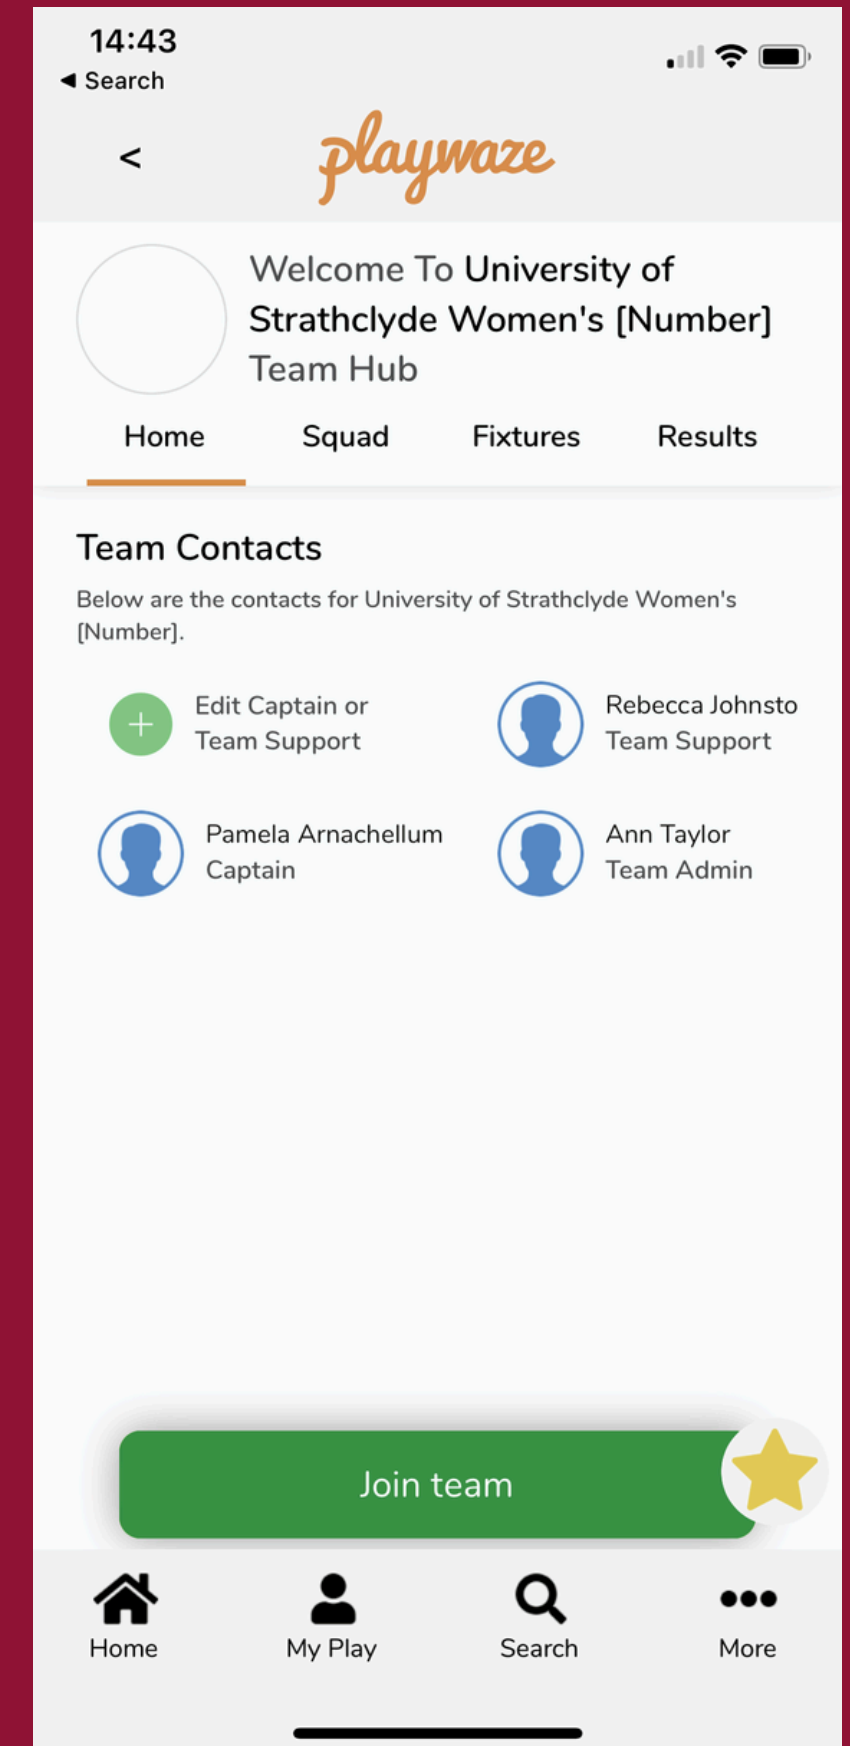 14:43
◀ Search
<
playwaze
Welcome To University of
Strathclyde Women's [Number]
Team Hub
Home Squad Fixtures Results
Team Contacts
Below are the contacts for University of Strathclyde Women's
[Number].
Edit Captain or
Team Support
Rebecca Johnsto
Team Support
Pamela Arnachellum
Captain
Ann Taylor
Team Admin
Join team
Home My Play Search More